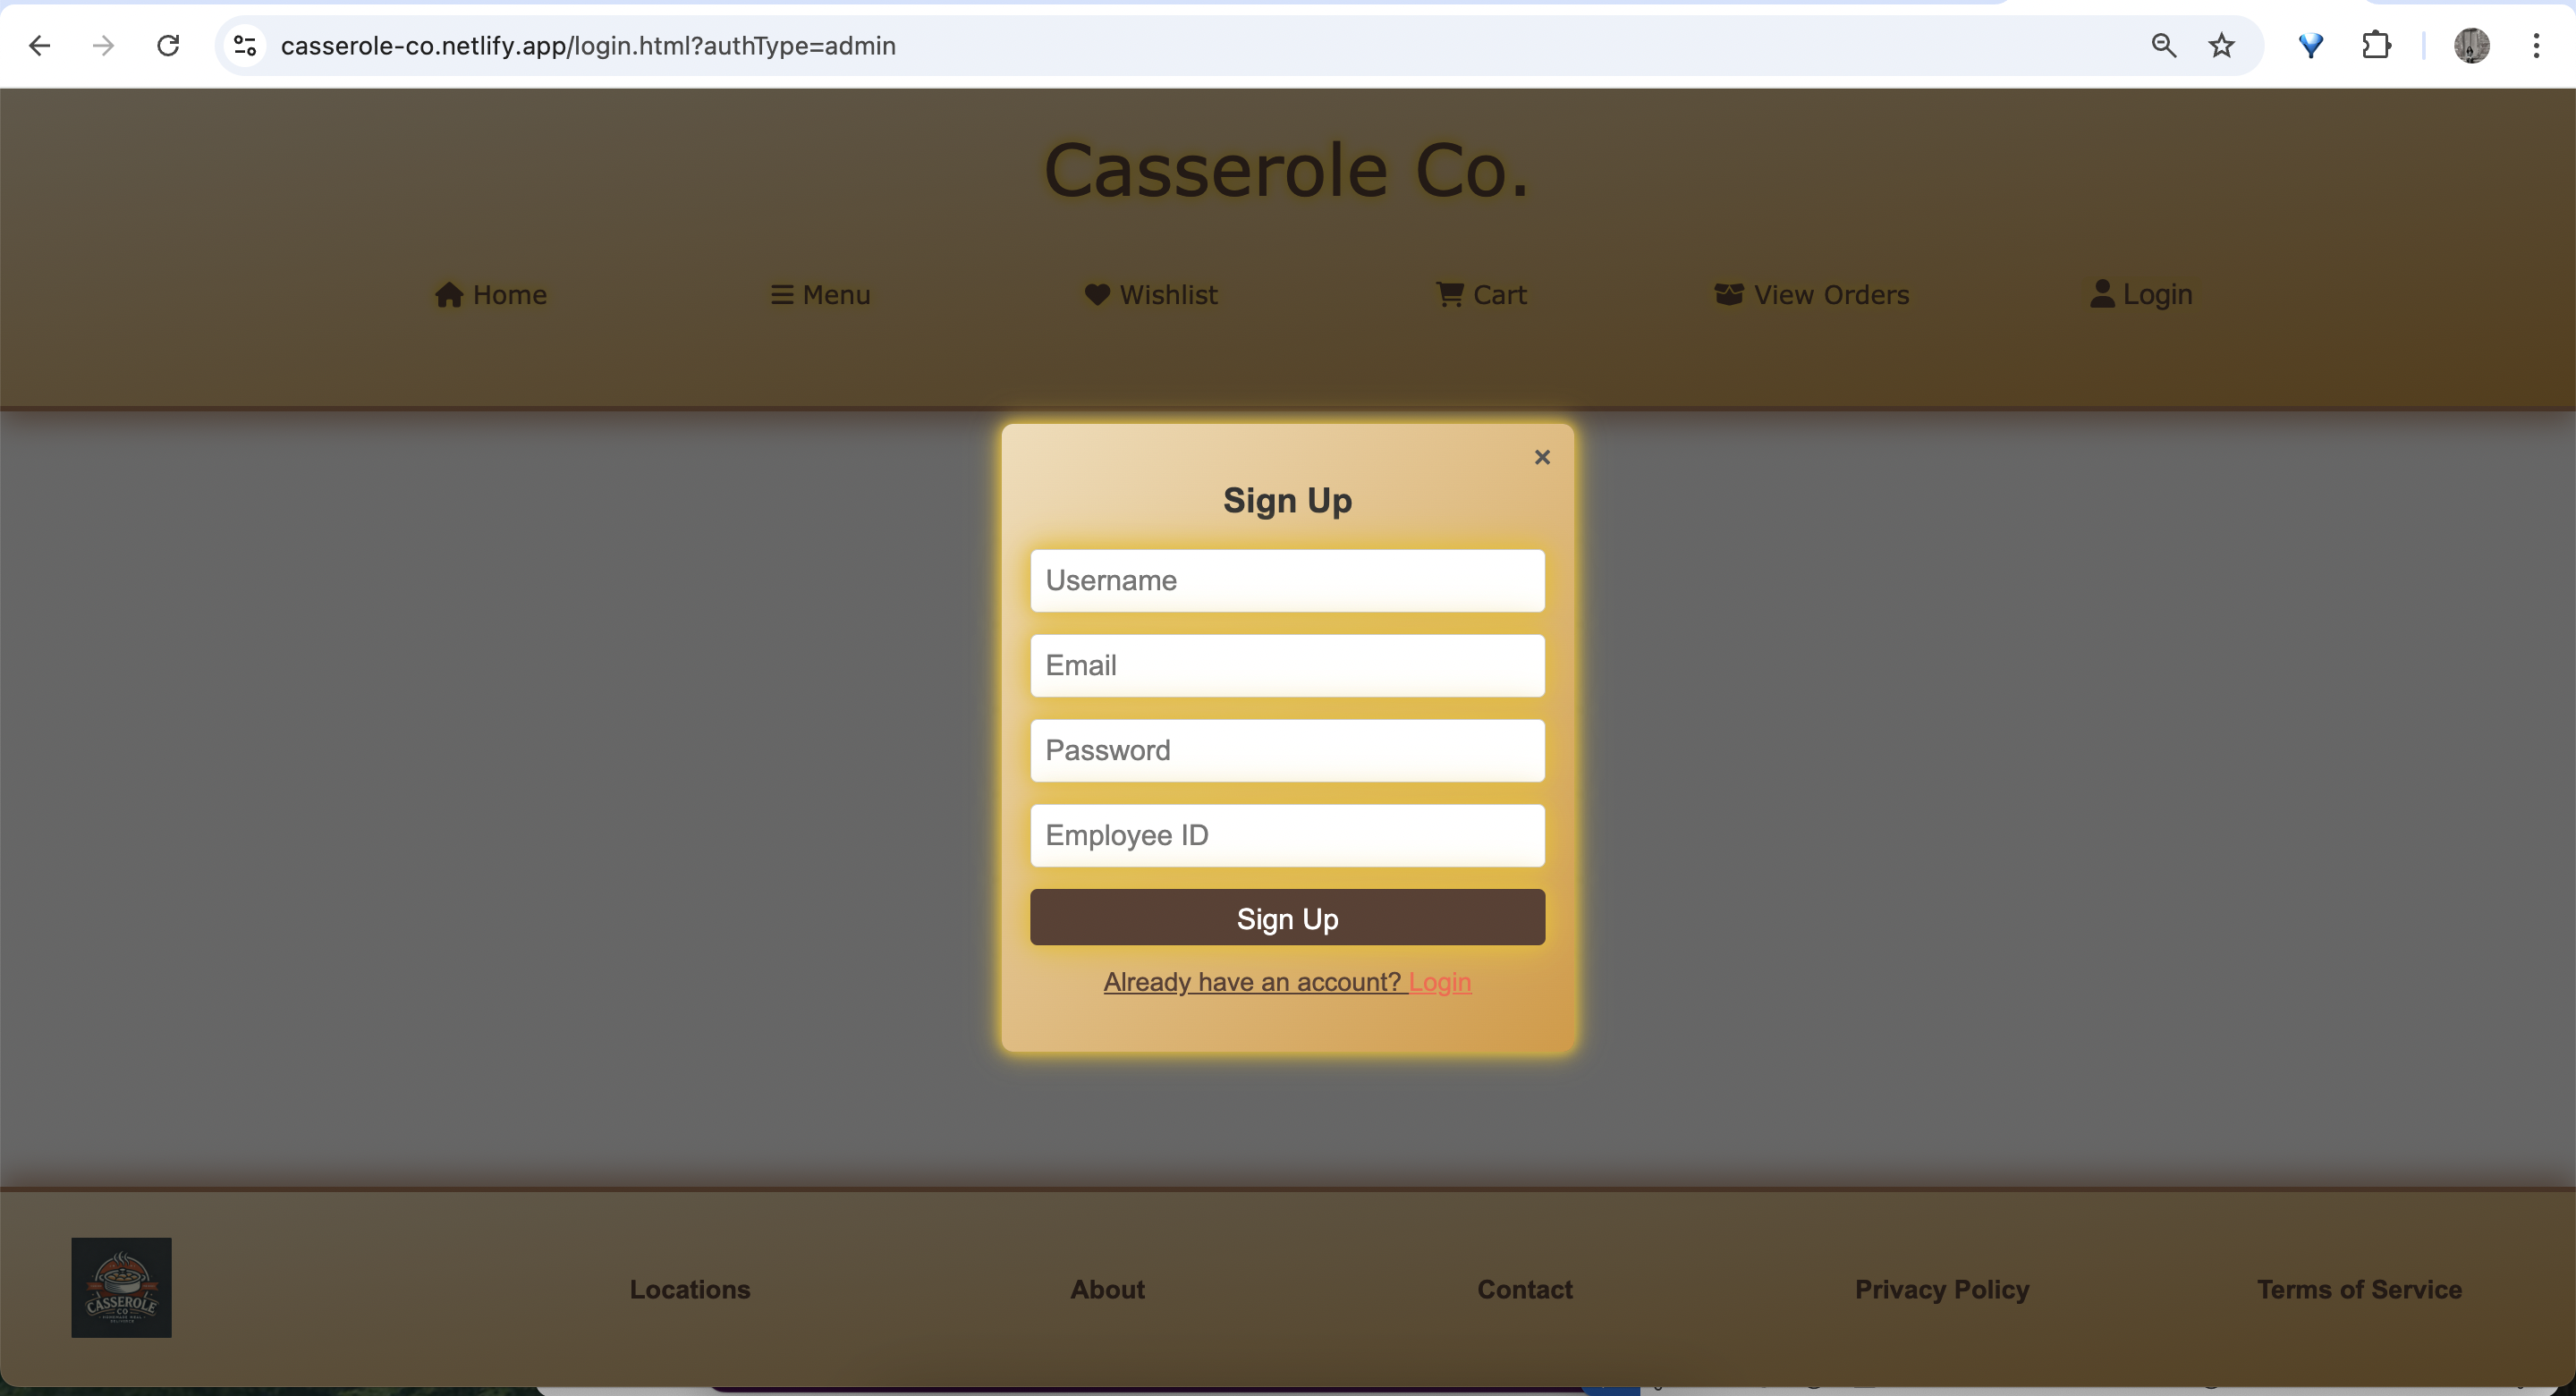 casserole-co.netlify.app/login.html?authType=admin
Casserole Co.
Home Menu Wishlist Cart View Orders Login
×
Sign Up
Username
Email
Password
Employee ID
Sign Up
Already have an account? Login
CASSEROLE
CO
Locations About Contact Privacy Policy Terms of Service